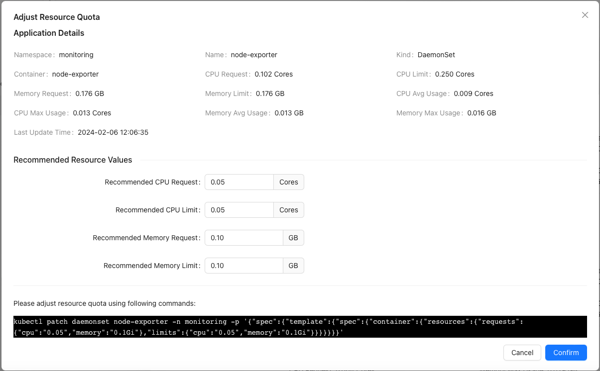 Adjust Resource Quota
Application Details
Namespace: monitoring Name: node-exporter Kind: DaemonSet
Container: node-exporter CPU Request: 0.102 Cores CPU Limit: 0.250 Cores
Memory Request: 0.176 GB Memory Limit: 0.176 GB CPU Avg Usage: 0.009 Cores
CPU Max Usage: 0.013 Cores Memory Avg Usage: 0.013 GB Memory Max Usage: 0.016 GB
Last Update Time: 2024-02-06 12:06:35
Recommended Resource Values
Recommended CPU Request: 0.05 Cores
Recommended CPU Limit: 0.05 Cores
Recommended Memory Request: 0.10 GB
Recommended Memory Limit: 0.10 GB
Please adjust resource quota using following commands:
kubectl patch daemonset node-exporter -n monitoring -p '{"spec":{"template":{"spec":{"container":{"resources":{"requests":
{"cpu":"0.05","memory":"0.1Gi"},"limits":{"cpu":"0.05","memory":"0.1Gi"}}}}}}}'
Cancel Confirm